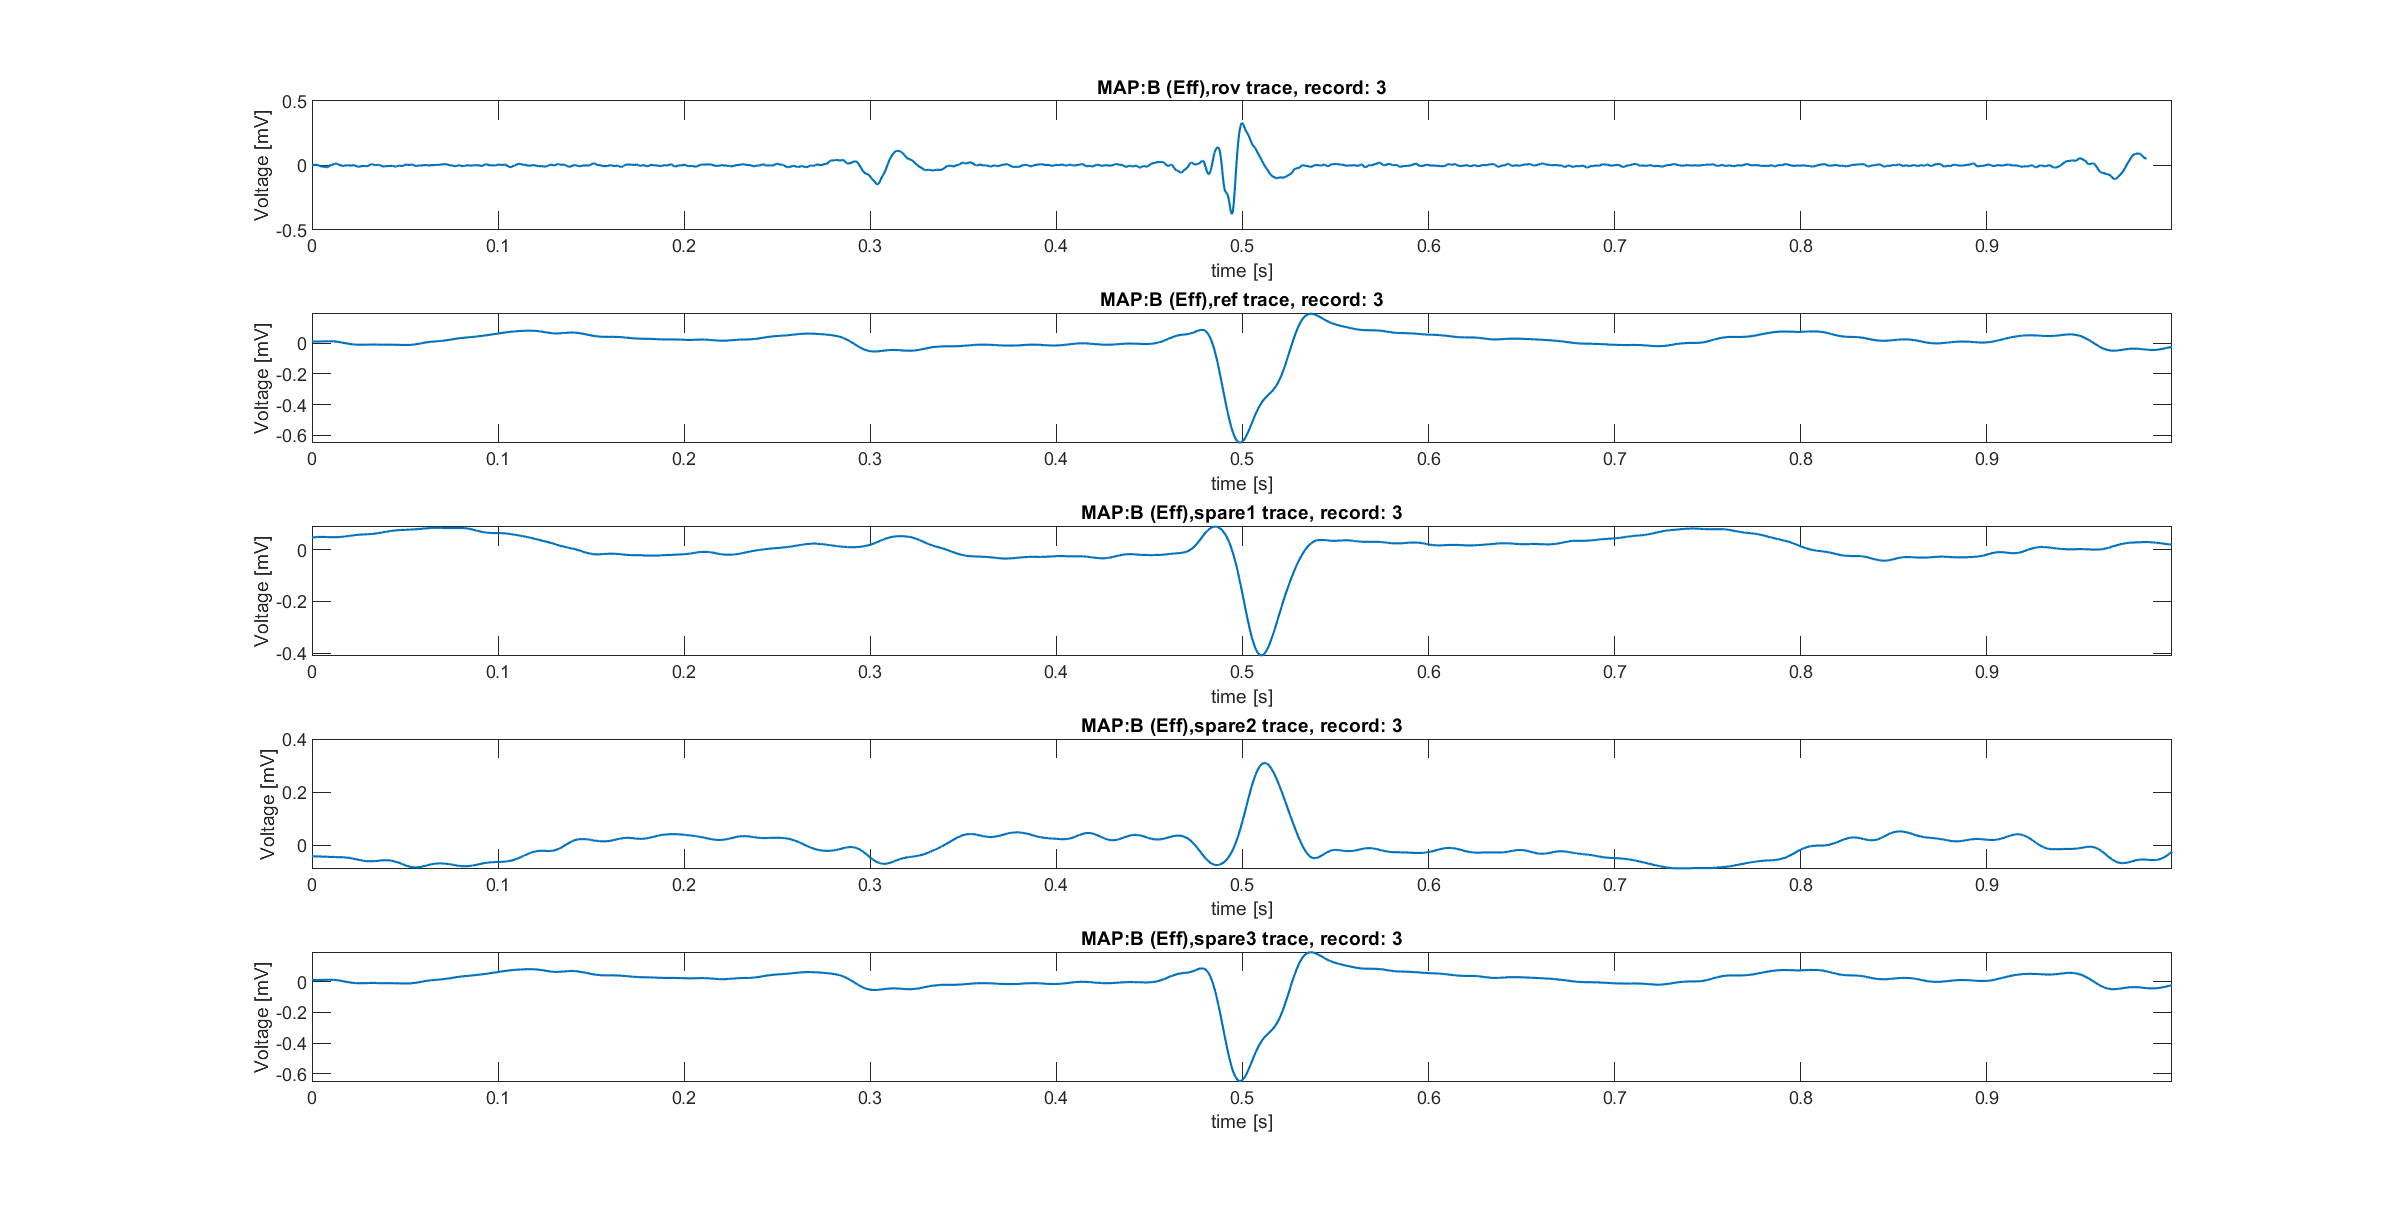 MAP:B (Eff),rov trace, record: 3
Voltage [mV]
0.5
0
-0.5
0 0.1 0.2 0.3 0.4 0.5 0.6 0.7 0.8 0.9
time [s]
MAP:B (Eff),ref trace, record: 3
Voltage [mV]
0
-0.2
-0.4
-0.6
0 0.1 0.2 0.3 0.4 0.5 0.6 0.7 0.8 0.9
time [s]
MAP:B (Eff),spare1 trace, record: 3
Voltage [mV]
0
-0.2
-0.4
0 0.1 0.2 0.3 0.4 0.5 0.6 0.7 0.8 0.9
time [s]
MAP:B (Eff),spare2 trace, record: 3
Voltage [mV]
0.4
0.2
0
0 0.1 0.2 0.3 0.4 0.5 0.6 0.7 0.8 0.9
time [s]
MAP:B (Eff),spare3 trace, record: 3
Voltage [mV]
0
-0.2
-0.4
-0.6
0 0.1 0.2 0.3 0.4 0.5 0.6 0.7 0.8 0.9
time [s]